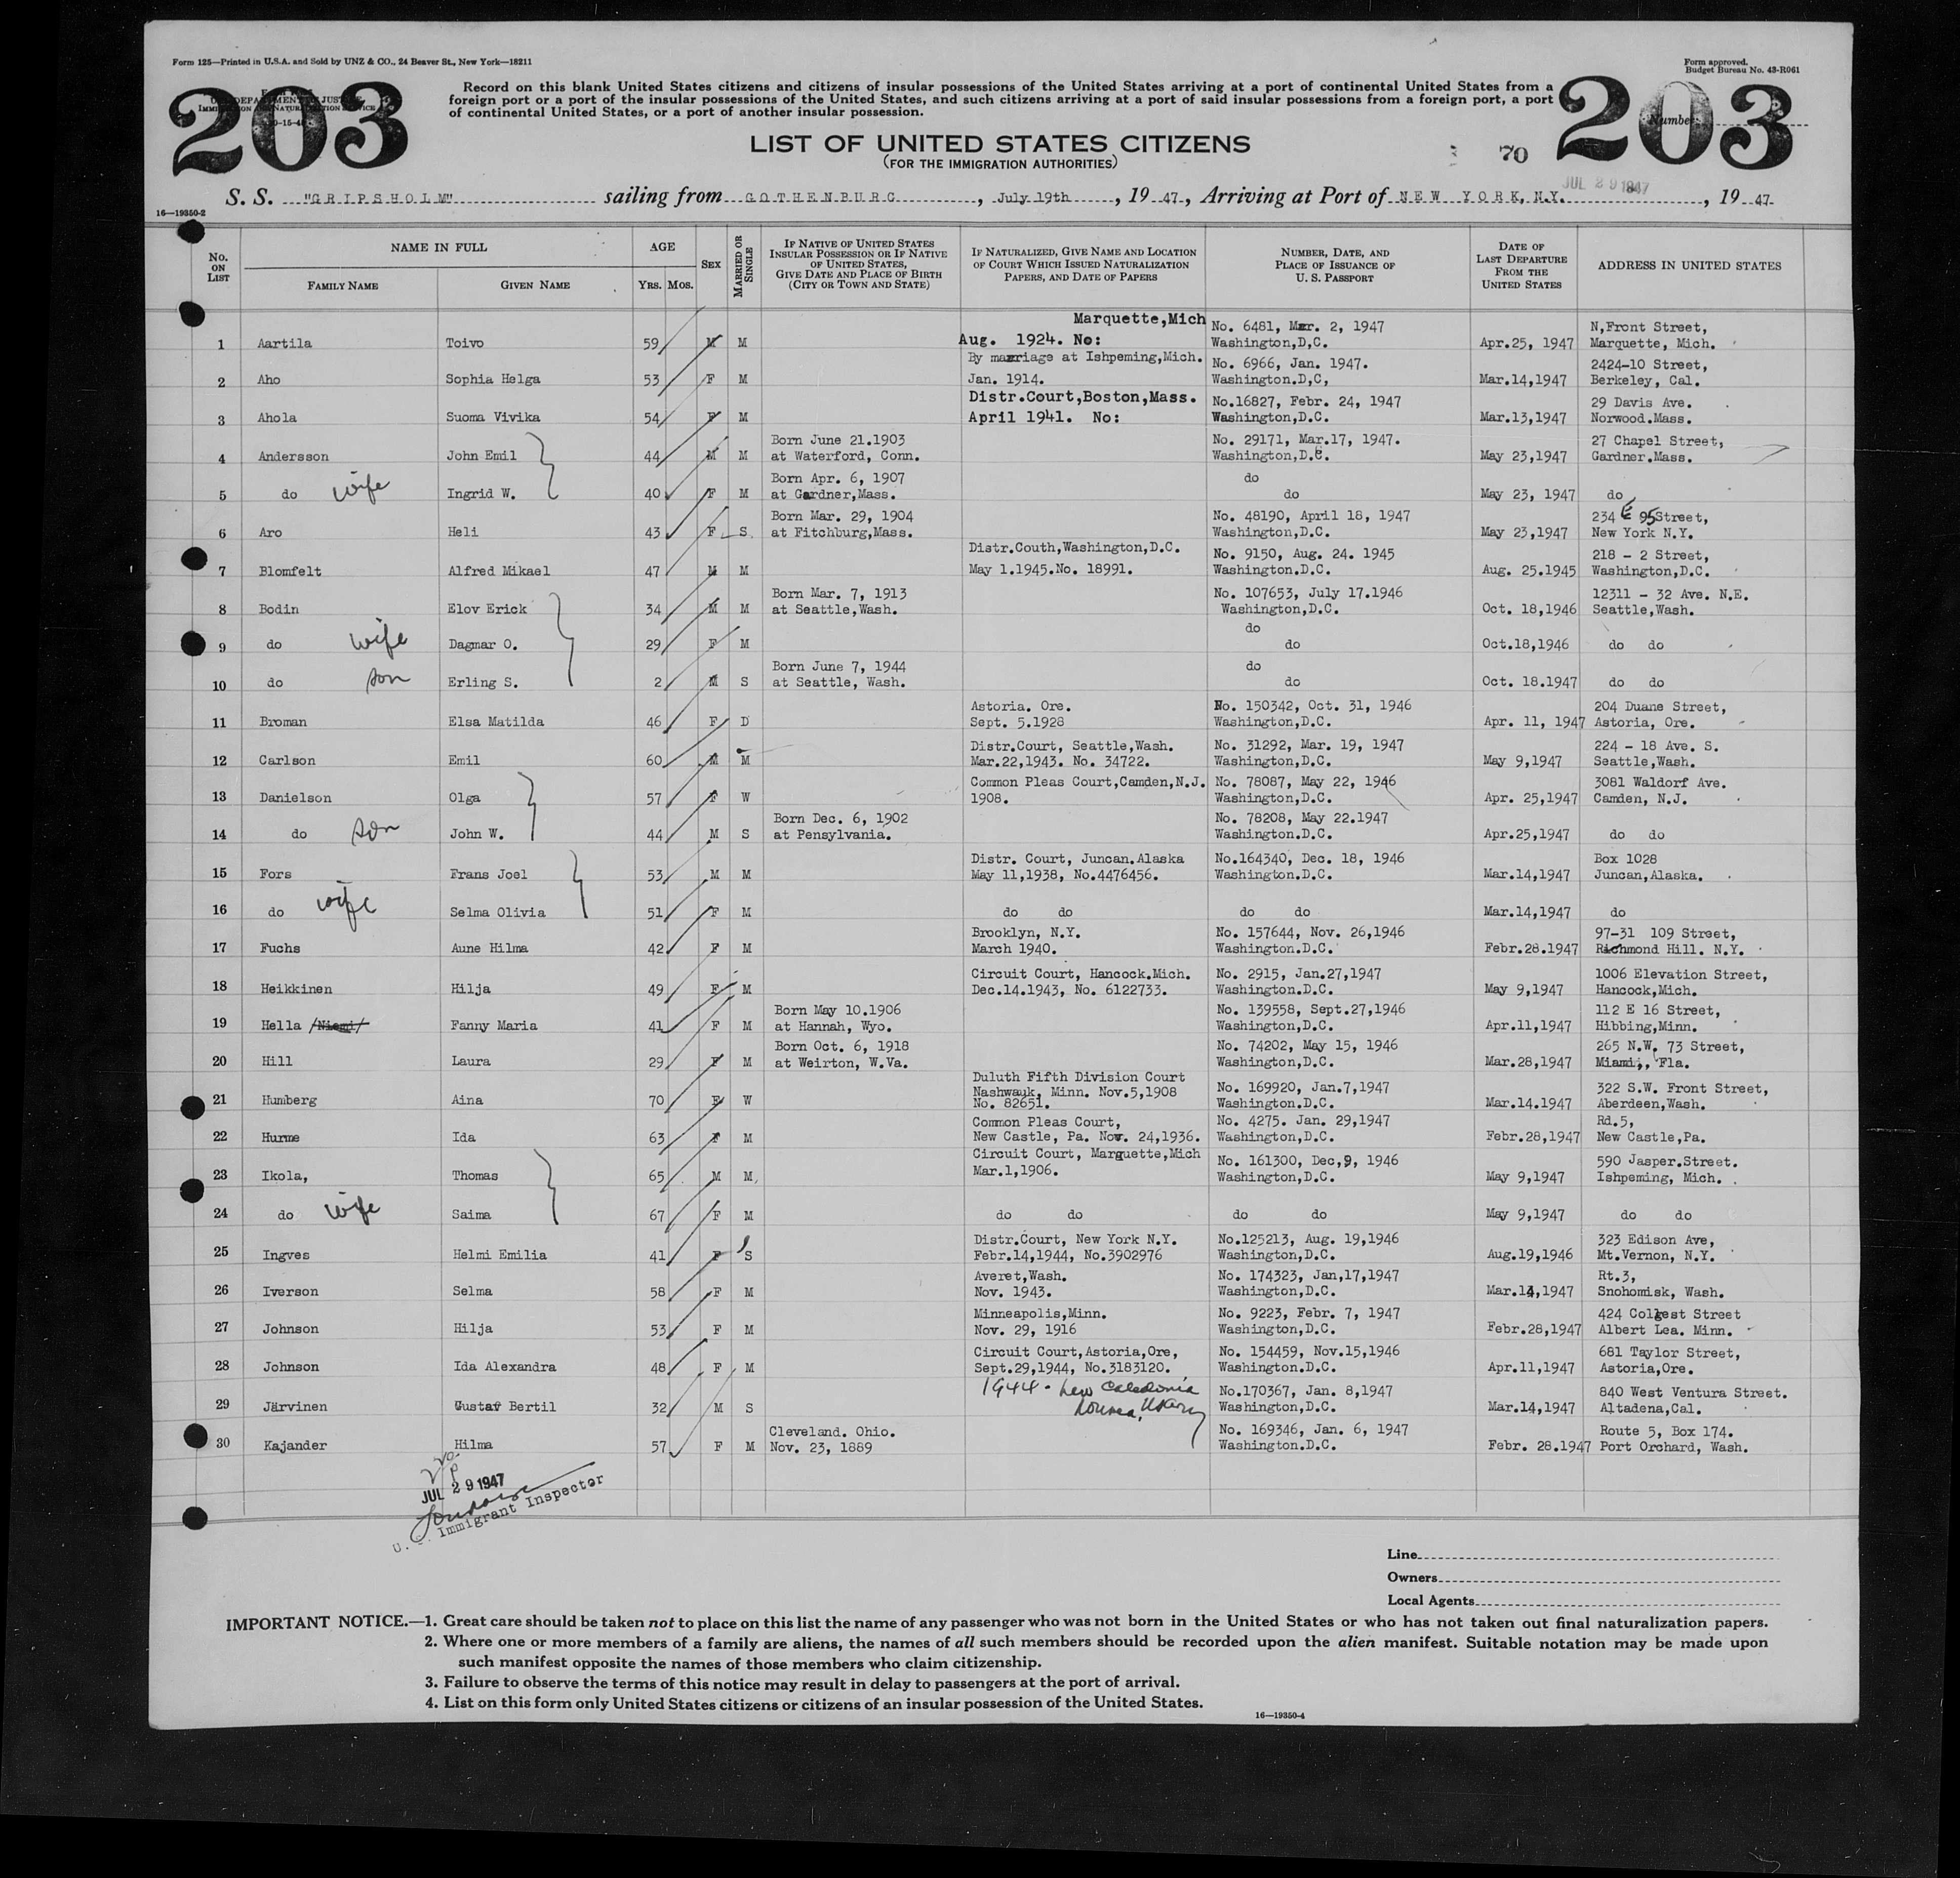 Form 125—Printed in U.S.A. and Sold by UNZ & CO., 24 Beaver St., New York—18211
Form approved.
Budget Bureau No. 43-R061
203
203
Number
Record on this blank United States citizens and citizens of insular possessions of the United States arriving at a port of continental United States from a
foreign port or a port of the insular possessions of the United States, and such citizens arriving at a port of said insular possessions from a foreign port, a port
of continental United States, or a port of another insular possession.
LIST OF UNITED STATES CITIZENS
(FOR THE IMMIGRATION AUTHORITIES)
70
JUL 29 1947
S. S. "GRIPSHOLM" sailing from GOTHENBURG, July 19th, 19 47, Arriving at Port of NEW YORK, N.Y., 19 47
16—19350-2
No. ON LIST
NAME IN FULL
FAMILY NAME
GIVEN NAME
AGE
YRS. MOS.
SEX
MARRIED OR SINGLE
IF NATIVE OF UNITED STATES INSULAR POSSESSION OR IF NATIVE OF UNITED STATES, GIVE DATE AND PLACE OF BIRTH (CITY OR TOWN AND STATE)
IF NATURALIZED, GIVE NAME AND LOCATION OF COURT WHICH ISSUED NATURALIZATION PAPERS, AND DATE OF PAPERS
NUMBER, DATE, AND PLACE OF ISSUANCE OF U. S. PASSPORT
DATE OF LAST DEPARTURE FROM THE UNITED STATES
ADDRESS IN UNITED STATES
Marquette,Mich No. 6481, Mar. 2, 1947 N,Front Street,
1 Aartila Toivo 59 M M Aug. 1924. No: Washington,D,C. Apr.25, 1947 Marquette, Mich.
By marriage at Ishpeming,Mich. No. 6966, Jan. 1947. 2424-10 Street,
2 Aho Sophia Helga 53 F M Jan. 1914. Washington.D,C, Mar.14,1947 Berkeley, Cal.
Distr.Court,Boston,Mass. No.16827, Febr. 24, 1947 29 Davis Ave.
3 Ahola Suoma Vivika 54 F M April 1941. No: Washington,D.C. Mar.13,1947 Norwood.Mass.
Born June 21.1903 No. 29171, Mar.17, 1947. 27 Chapel Street,
4 Andersson John Emil 44 M M at Waterford, Conn. Washington,D.C. May 23,1947 Gardner.Mass.
Born Apr. 6, 1907 do
5 do wife Ingrid W. 40 F M at Gardner,Mass. do May 23, 1947 do
Born Mar. 29, 1904 No. 48190, April 18, 1947 234 E 95 Street,
6 Aro Heli 43 F S at Fitchburg,Mass. Washington,D.C. May 23,1947 New York N.Y.
Distr.Couth,Washington,D.C. No. 9150, Aug. 24. 1945 218 - 2 Street,
7 Blomfelt Alfred Mikael 47 M M May 1.1945.No. 18991. Washington.D.C. Aug. 25.1945 Washington,D.C.
Born Mar. 7, 1913 No. 107653, July 17.1946 12311 - 32 Ave. N.E.
8 Bodin Elov Erick 34 M M at Seattle,Wash. Washington,D.C. Oct. 18,1946 Seattle,Wash.
do
9 do wife Dagmar O. 29 F M do Oct.18,1946 do do
Born June 7, 1944 do
10 do son Erling S. 2 M S at Seattle, Wash. do Oct. 18.1947 do do
Astoria. Ore. No. 150342, Oct. 31, 1946 204 Duane Street,
11 Broman Elsa Matilda 46 F D Sept. 5.1928 Washington,D.C. Apr. 11, 1947 Astoria, Ore.
Distr.Court, Seattle,Wash. No. 31292, Mar. 19, 1947 224 - 18 Ave. S.
12 Carlson Emil 60 M M Mar.22,1943. No. 34722. Washington,D.C. May 9,1947 Seattle,Wash.
Common Pleas Court,Camden,N.J. No. 78087, May 22, 1946 3081 Waldorf Ave.
13 Danielson Olga 57 F W 1908. Washington,D.C. Apr. 25,1947 Camden, N.J.
Born Dec. 6, 1902 No. 78208, May 22.1947
14 do son John W. 44 M S at Pensylvania. Washington.D.C. Apr.25,1947 do do
Distr. Court, Juncan.Alaska No.164340, Dec. 18, 1946 Box 1028
15 Fors Frans Joel 53 M M May 11,1938, No.4476456. Washington.D.C. Mar.14,1947 Juncan,Alaska.
16 do wife Selma Olivia 51 F M do do do do Mar.14,1947 do
Brooklyn, N.Y. No. 157644, Nov. 26,1946 97-31 109 Street,
17 Fuchs Aune Hilma 42 F M March 1940. Washington.D.C. Febr.28.1947 Richmond Hill. N.Y.
Circuit Court, Hancock.Mich. No. 2915, Jan.27,1947 1006 Elevation Street,
18 Heikkinen Hilja 49 F M Dec.14.1943, No. 6122733. Washington.D.C. May 9,1947 Hancock,Mich.
Born May 10.1906 No. 139558, Sept.27,1946 112 E 16 Street,
19 Hella /Niemi/ Fanny Maria 41 F M at Hannah, Wyo. Washington,D.C. Apr.11,1947 Hibbing,Minn.
Born Oct. 6, 1918 No. 74202, May 15, 1946 265 N.W. 73 Street,
20 Hill Laura 29 F M at Weirton, W.Va. Washington,D.C. Mar.28,1947 Miami, Fla.
Duluth Fifth Division Court No. 169920, Jan.7,1947 322 S.W. Front Street,
Nashwauk, Minn. Nov.5,1908
21 Humberg Aina 70 F W No. 82651. Washington.D.C. Mar.14.1947 Aberdeen,Wash.
Common Pleas Court, No. 4275. Jan. 29,1947 Rd.5,
22 Hurme Ida 63 F M New Castle, Pa. Nov. 24,1936. Washington,D.C. Febr.28,1947 New Castle,Pa.
Circuit Court, Marguette,Mich No. 161300, Dec,9, 1946 590 Jasper.Street.
23 Ikola, Thomas 65 M M Mar.1,1906. Washington,D.C. May 9,1947 Ishpeming, Mich.
24 do wife Saima 67 F M do do do do May 9,1947 do do
Distr.Court, New York N.Y. No.125213, Aug. 19,1946 323 Edison Ave,
25 Ingves Helmi Emilia 41 F S Febr.14,1944, No.3902976 Washington,D.C. Aug.19,1946 Mt.Vernon, N.Y.
Averet,Wash. No. 174323, Jan,17,1947 Rt.3,
26 Iverson Selma 58 F M Nov. 1943. Washington,D.C. Mar.14,1947 Snohomisk, Wash.
Minneapolis,Minn. No. 9223, Febr. 7, 1947 424 Colgest Street
27 Johnson Hilja 53 F M Nov. 29, 1916 Washington,D.C. Febr.28,1947 Albert Lea. Minn.
Circuit Court,Astoria,Ore, No. 154459, Nov.15,1946 681 Taylor Street,
28 Johnson Ida Alexandra 48 F M Sept.29,1944, No.3183120. Washington.D.C. Apr.11,1947 Astoria,Ore.
1944 - New Caledonia No.170367, Jan. 8,1947 840 West Ventura Street.
29 Järvinen Gustaf Bertil 32 M S Washington,D.C. Mar.14,1947 Altadena,Cal.
Cleveland. Ohio. No. 169346, Jan. 6, 1947 Route 5, Box 174.
30 Kajander Hilma 57 F M Nov. 23, 1889 Washington.D.C. Febr. 28.1947 Port Orchard, Wash.
JUL 29 1947
U. S. Immigrant Inspector
Line
Owners
Local Agents
IMPORTANT NOTICE.—1. Great care should be taken not to place on this list the name of any passenger who was not born in the United States or who has not taken out final naturalization papers.
2. Where one or more members of a family are aliens, the names of all such members should be recorded upon the alien manifest. Suitable notation may be made upon
such manifest opposite the names of those members who claim citizenship.
3. Failure to observe the terms of this notice may result in delay to passengers at the port of arrival.
4. List on this form only United States citizens or citizens of an insular possession of the United States.
16—19350-4